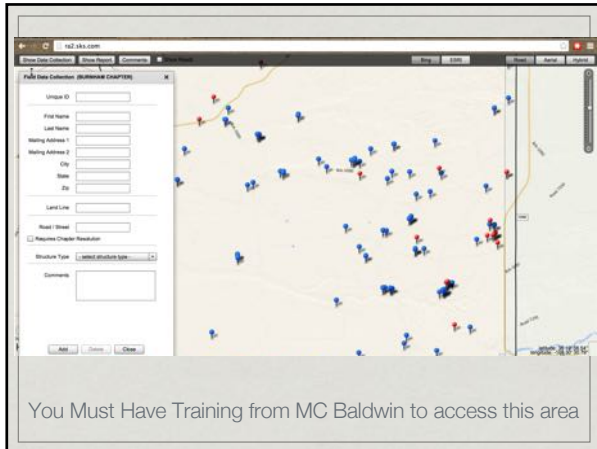 ra2.sks.com
Show Data Collection Show Report Comments
Bing ESRI Road Aerial Hybrid
Field Data Collection (BURNHAM CHAPTER) x
Unique ID
First Name
Last Name
Mailing Address 1
Mailing Address 2
City
State
Zip
Land Line
Road / Street
Requires Chapter Resolution
Structure Type - select structure type -
Comments
Add Delete Close
You Must Have Training from MC Baldwin to access this area